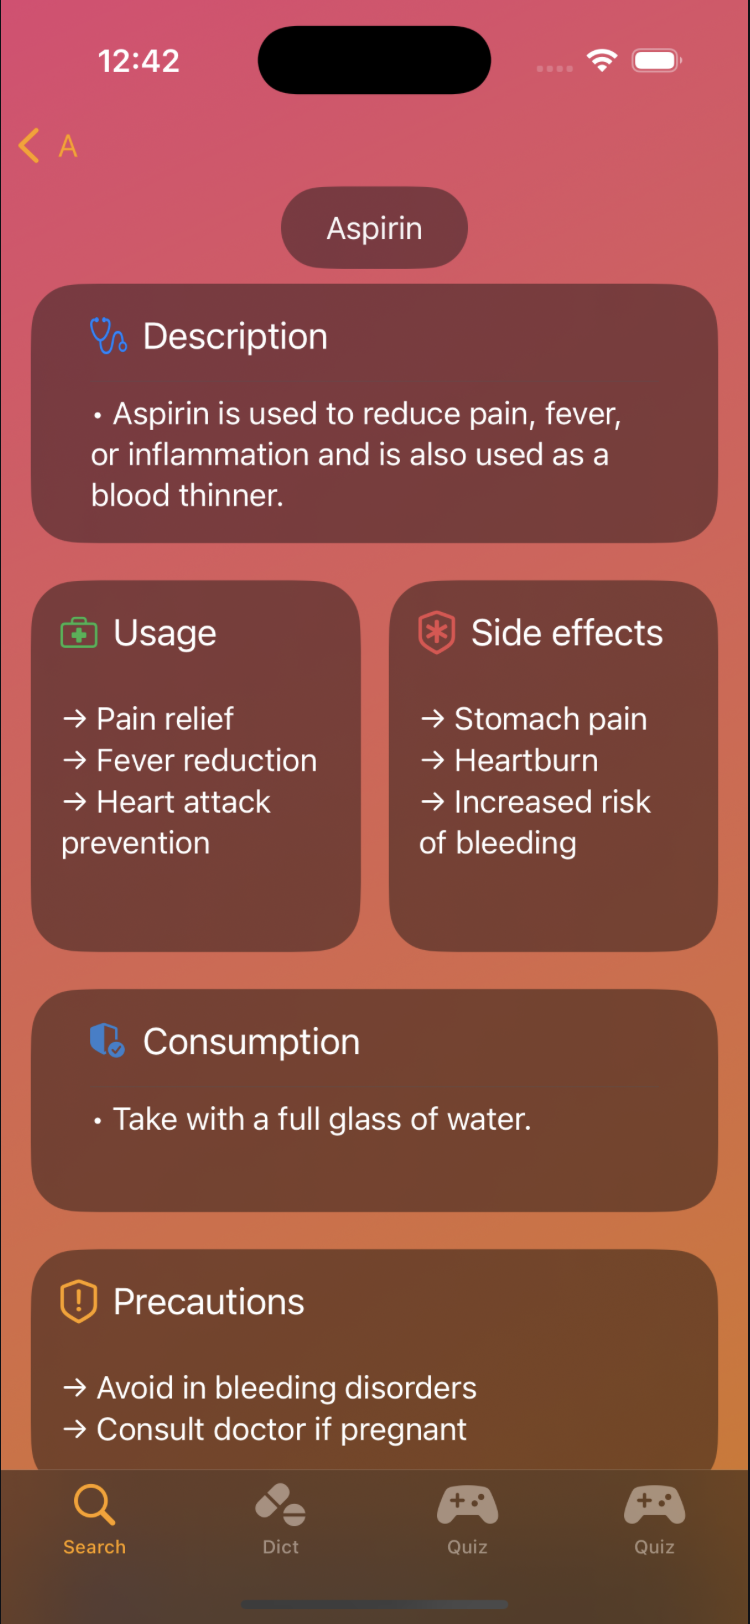 12:42
A
Aspirin
Description
• Aspirin is used to reduce pain, fever,
or inflammation and is also used as a
blood thinner.
Usage
→ Pain relief
→ Fever reduction
→ Heart attack
prevention
Side effects
→ Stomach pain
→ Heartburn
→ Increased risk
of bleeding
Consumption
• Take with a full glass of water.
Precautions
→ Avoid in bleeding disorders
→ Consult doctor if pregnant
Search
Dict
Quiz
Quiz